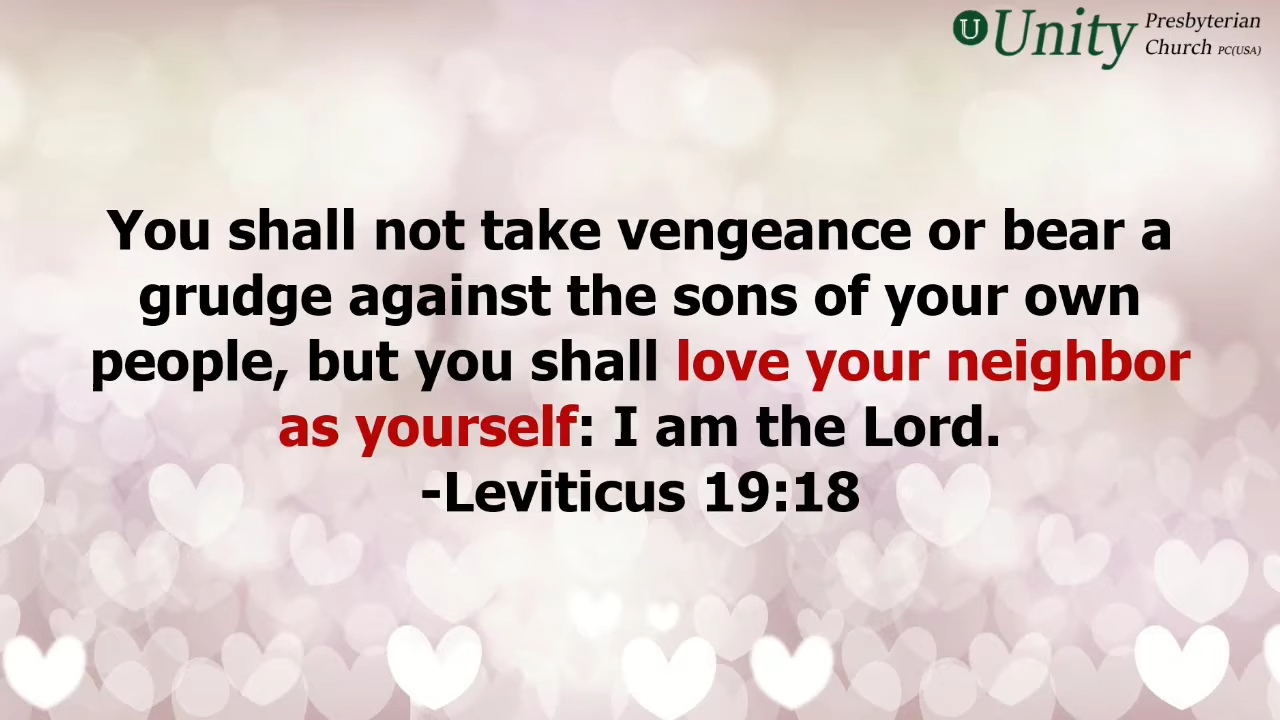 U Unity Presbyterian
Church PC(USA)
You shall not take vengeance or bear a
grudge against the sons of your own
people, but you shall love your neighbor
as yourself: I am the Lord.
-Leviticus 19:18